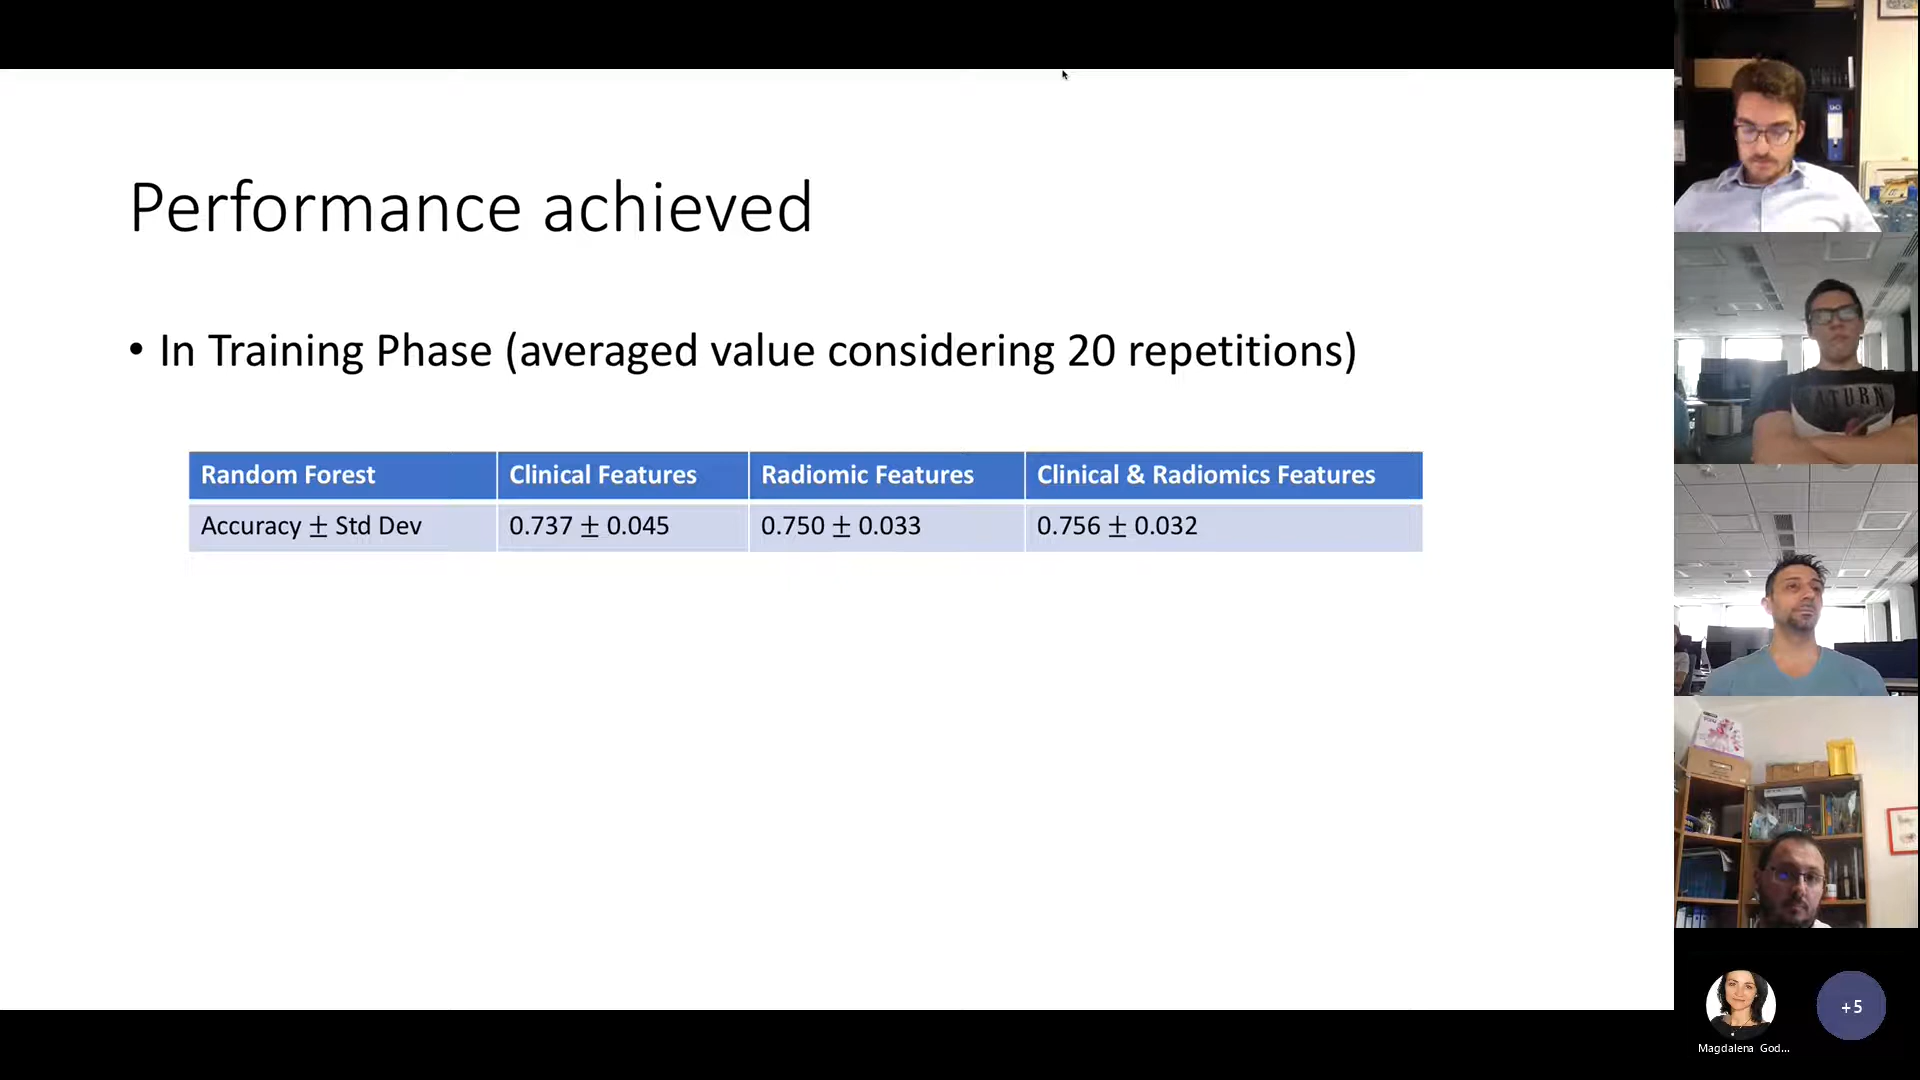 Performance achieved
• In Training Phase (averaged value considering 20 repetitions)
Random Forest Clinical Features Radiomic Features Clinical & Radiomics Features
Accuracy ± Std Dev 0.737 ± 0.045 0.750 ± 0.033 0.756 ± 0.032
ATURN
+5
Magdalena God...